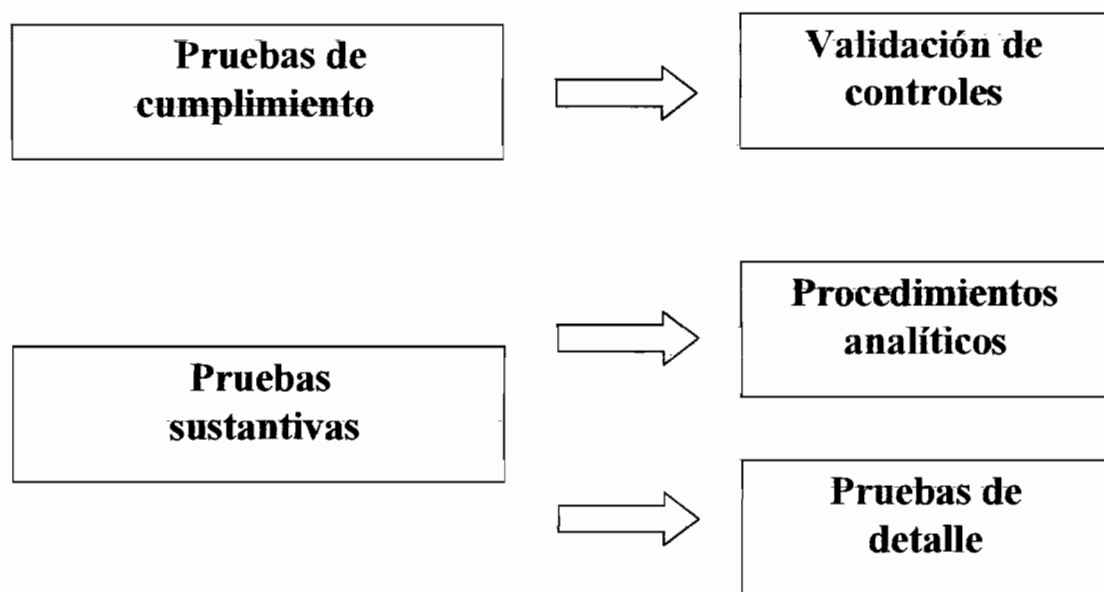 Pruebas de
cumplimiento
Validación de
controles
Pruebas
sustantivas
Procedimientos
analíticos
Pruebas de
detalle